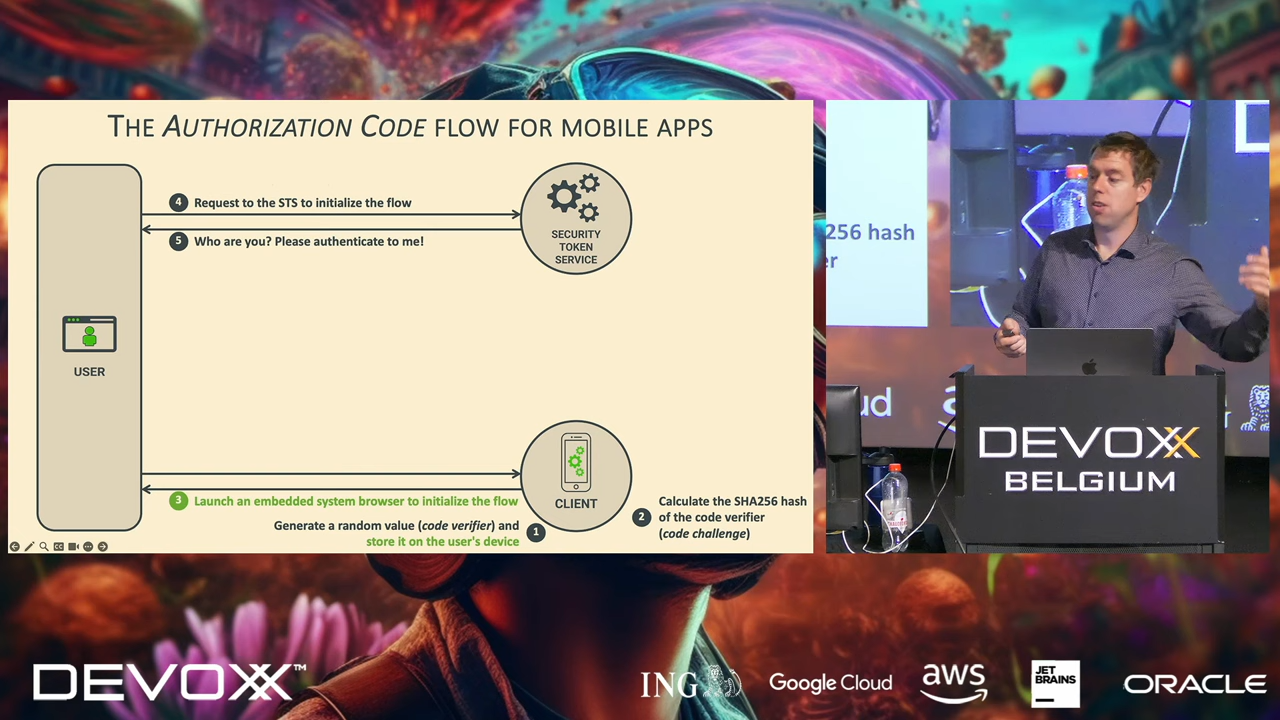 THE AUTHORIZATION CODE FLOW FOR MOBILE APPS
4 Request to the STS to initialize the flow
5 Who are you? Please authenticate to me!
SECURITY
TOKEN
SERVICE
USER
CLIENT
3 Launch an embedded system browser to initialize the flow
Generate a random value (code verifier) and
store it on the user's device
1
2
Calculate the SHA256 hash
of the code verifier
(code challenge)
256 hash
er
DEVOXX
BELGIUM
DEVOXX™
ING
Google Cloud
aws
JET
BRAINS
ORACLE